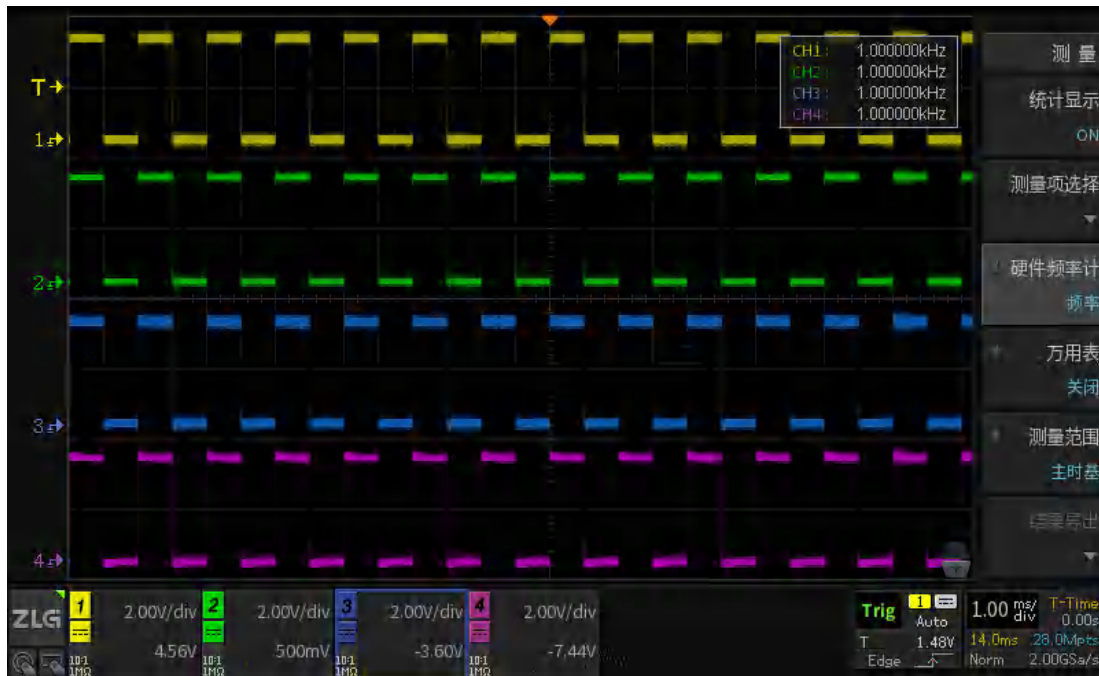 CH1: 1.000000kHz
CH2: 1.000000kHz
CH3: 1.000000kHz
CH4: 1.000000kHz
T
1
2
3
4
测量
统计显示
ON
测量项选择
硬件频率计
频率
万用表
关闭
测量范围
主时基
结果导出
ZLG
1 2.00V/div
4.56V
10:1
1MΩ
2 2.00V/div
500mV
10:1
1MΩ
3 2.00V/div
-3.60V
10:1
1MΩ
4 2.00V/div
-7.44V
10:1
1MΩ
Trig 1
Auto
T 1.48V
Edge
1.00 ms/div
T-Time
0.00s
14.0ms 28.0Mpts
Norm 2.00GSa/s